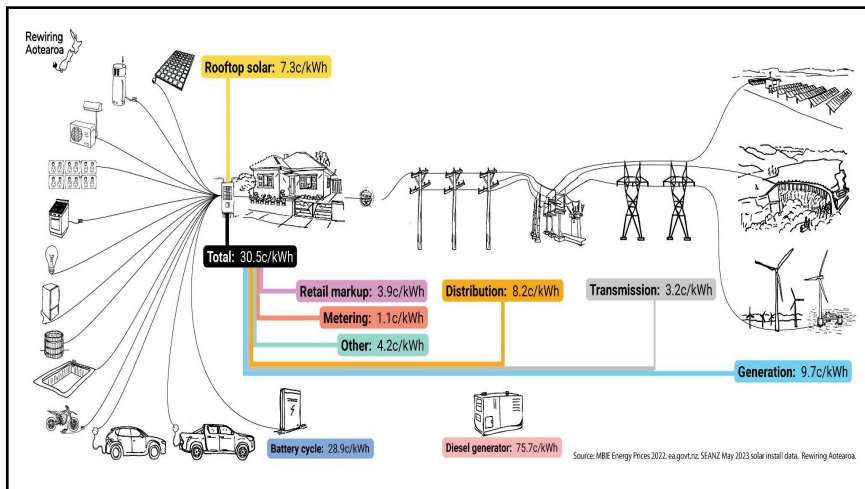 Rewiring
Aotearoa
Rooftop solar: 7.3c/kWh
Total: 30.5c/kWh
Retail markup: 3.9c/kWh
Distribution: 8.2c/kWh
Transmission: 3.2c/kWh
Metering: 1.1c/kWh
Other: 4.2c/kWh
Generation: 9.7c/kWh
Battery cycle: 28.9c/kWh
Diesel generator: 75.7c/kWh
Source: MBIE Energy Prices 2022. ea.govt.nz. SEANZ May 2023 solar install data. Rewiring Aotearoa.